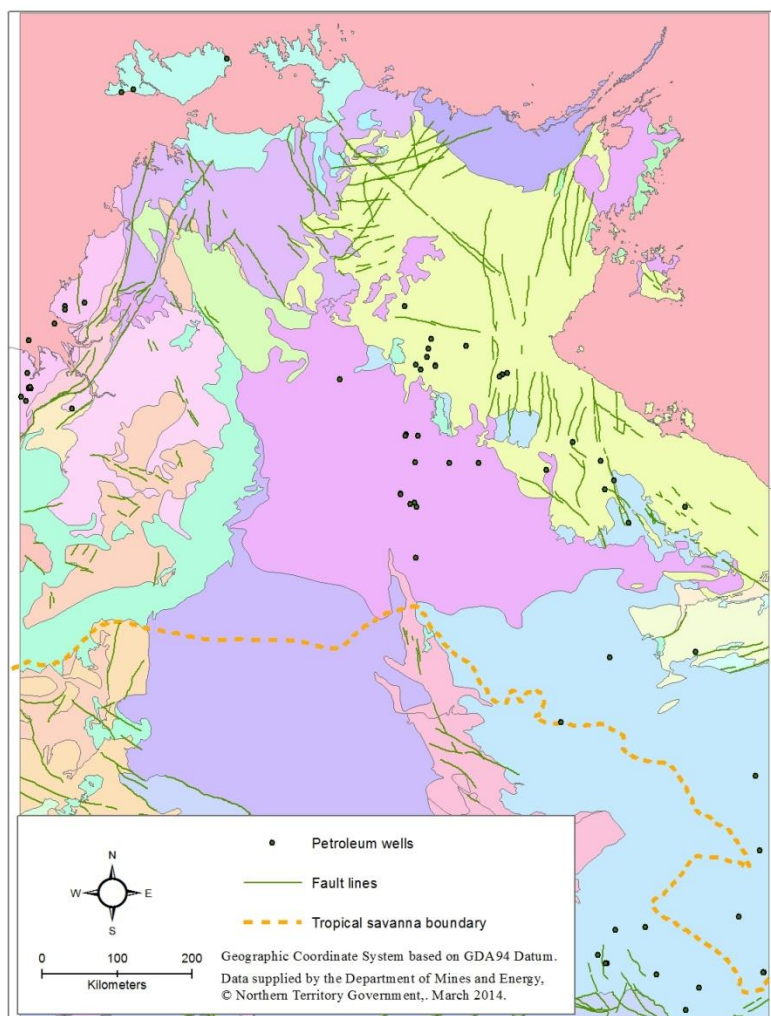 Petroleum wells
N
W E
S
Fault lines
Tropical savanna boundary
0 100 200
Kilometers
Geographic Coordinate System based on GDA94 Datum.
Data supplied by the Department of Mines and Energy,
© Northern Territory Government,. March 2014.